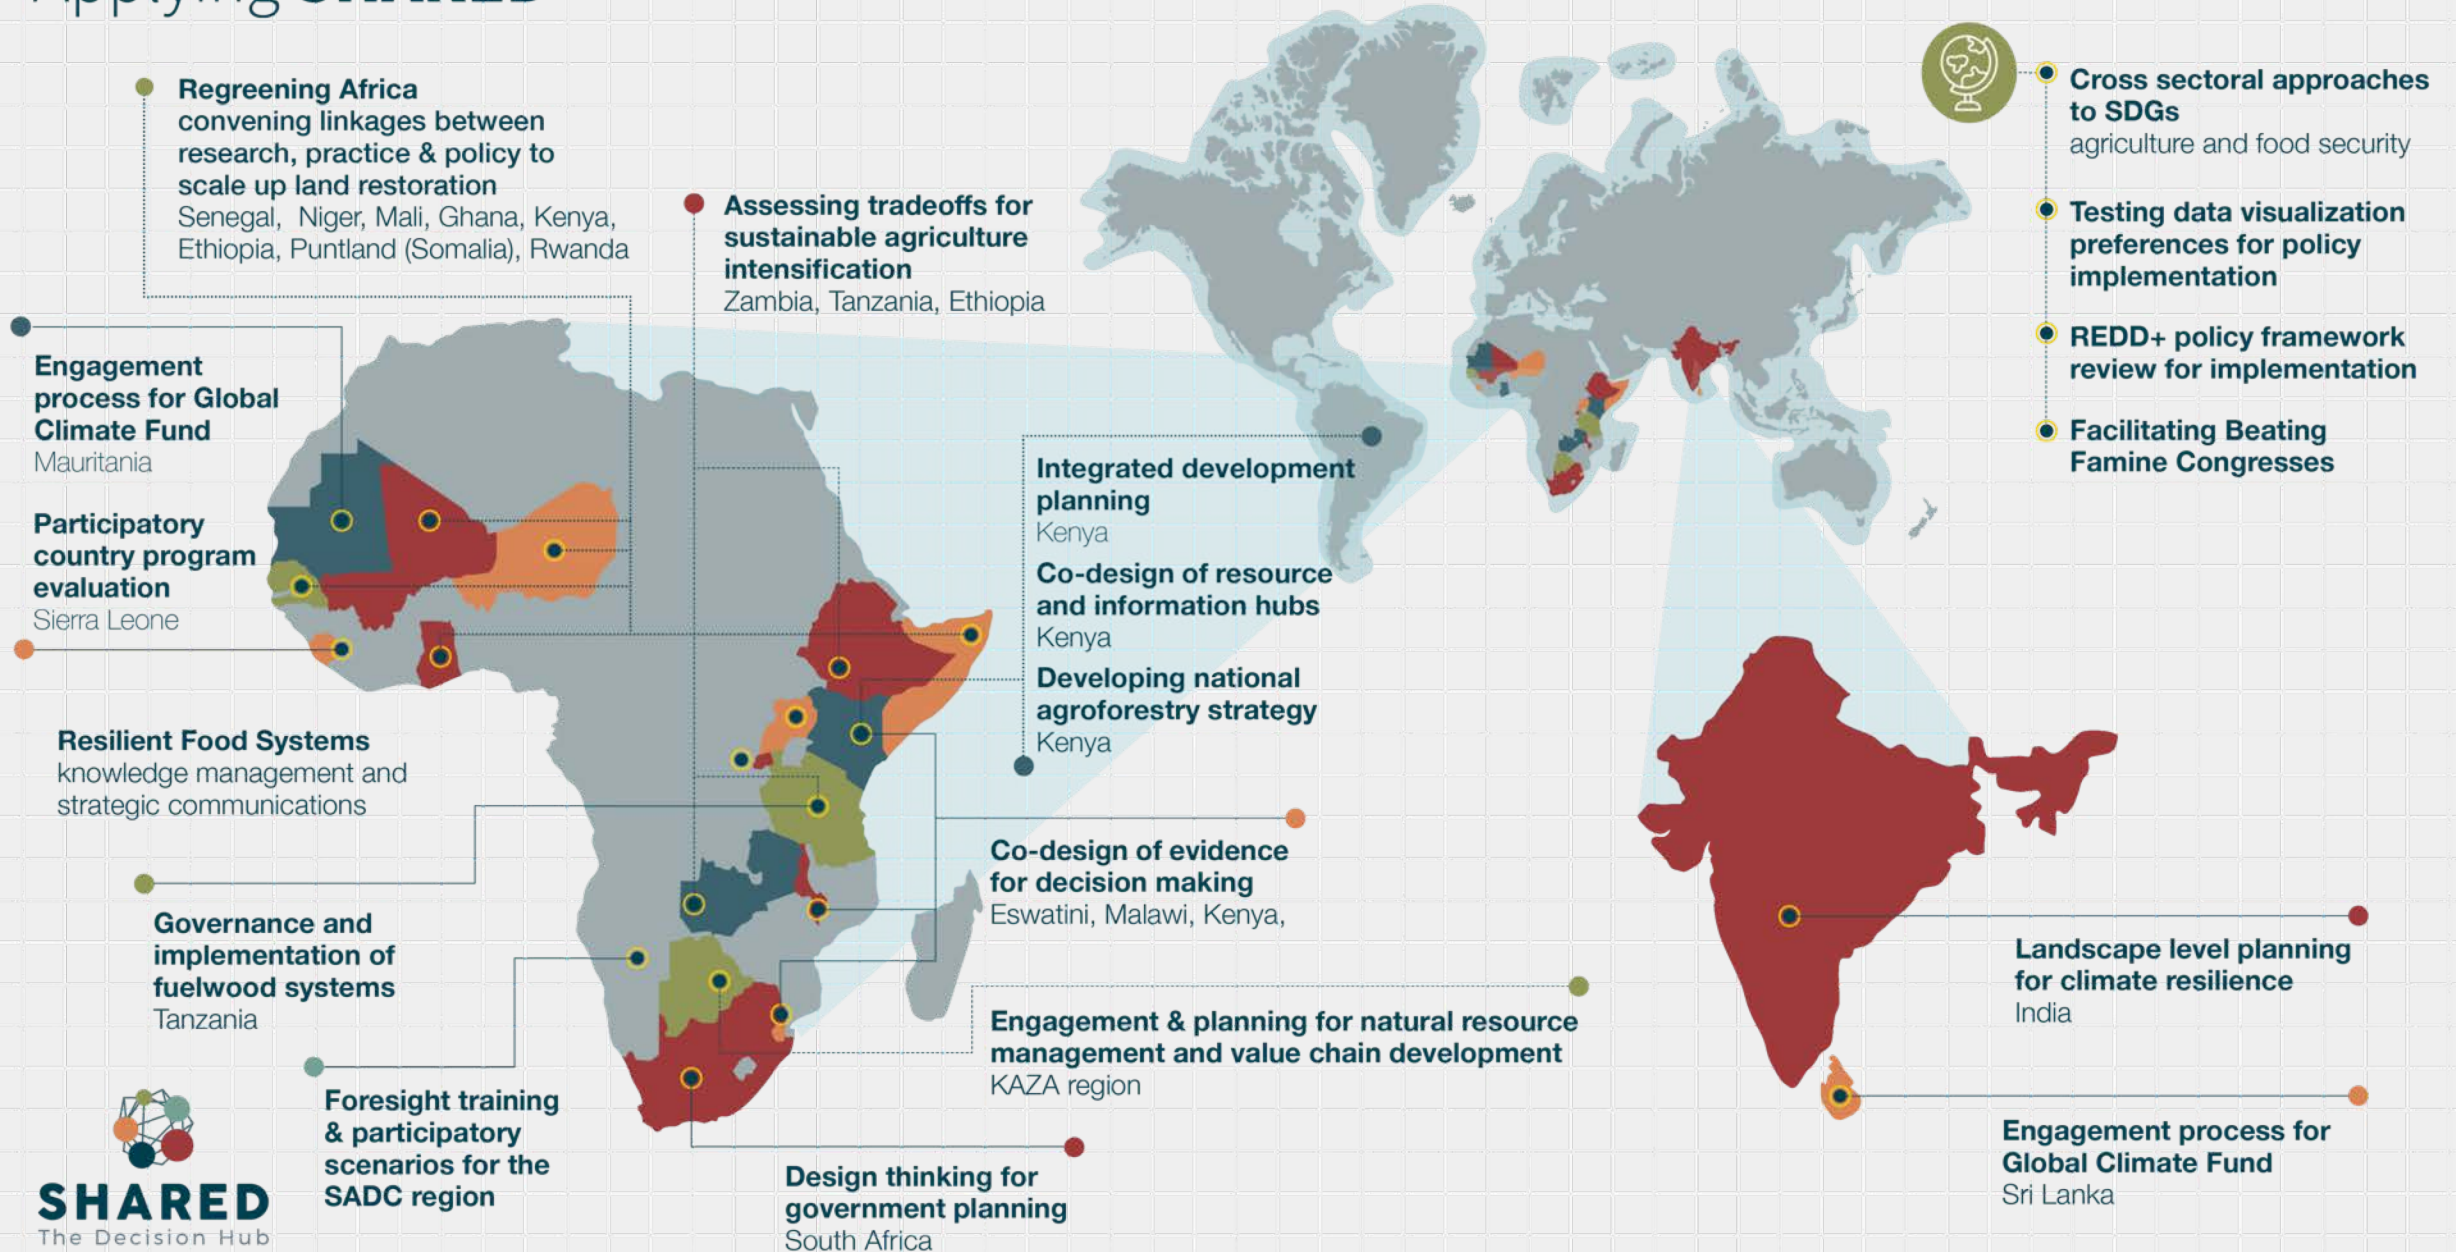 Applying SHARED
Regreening Africa
convening linkages between
research, practice & policy to
scale up land restoration
Senegal, Niger, Mali, Ghana, Kenya,
Ethiopia, Puntland (Somalia), Rwanda
Assessing tradeoffs for
sustainable agriculture
intensification
Zambia, Tanzania, Ethiopia
Engagement
process for Global
Climate Fund
Mauritania
Participatory
country program
evaluation
Sierra Leone
Resilient Food Systems
knowledge management and
strategic communications
Governance and
implementation of
fuelwood systems
Tanzania
Foresight training
& participatory
scenarios for the
SADC region
SHARED
The Decision Hub
Integrated development
planning
Kenya
Co-design of resource
and information hubs
Kenya
Developing national
agroforestry strategy
Kenya
Co-design of evidence
for decision making
Eswatini, Malawi, Kenya,
Engagement & planning for natural resource
management and value chain development
KAZA region
Design thinking for
government planning
South Africa
Cross sectoral approaches
to SDGs
agriculture and food security
Testing data visualization
preferences for policy
implementation
REDD+ policy framework
review for implementation
Facilitating Beating
Famine Congresses
Landscape level planning
for climate resilience
India
Engagement process for
Global Climate Fund
Sri Lanka